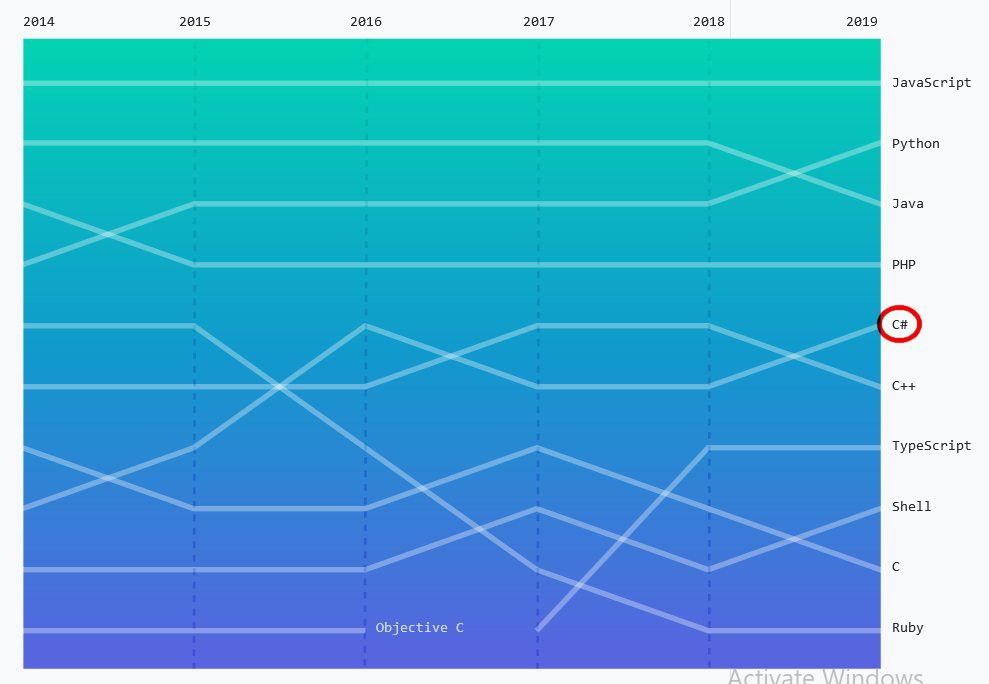 2014 2015 2016 2017 2018 2019
JavaScript
Python
Java
PHP
C#
C++
TypeScript
Shell
C
Objective C Ruby
Activate Windows